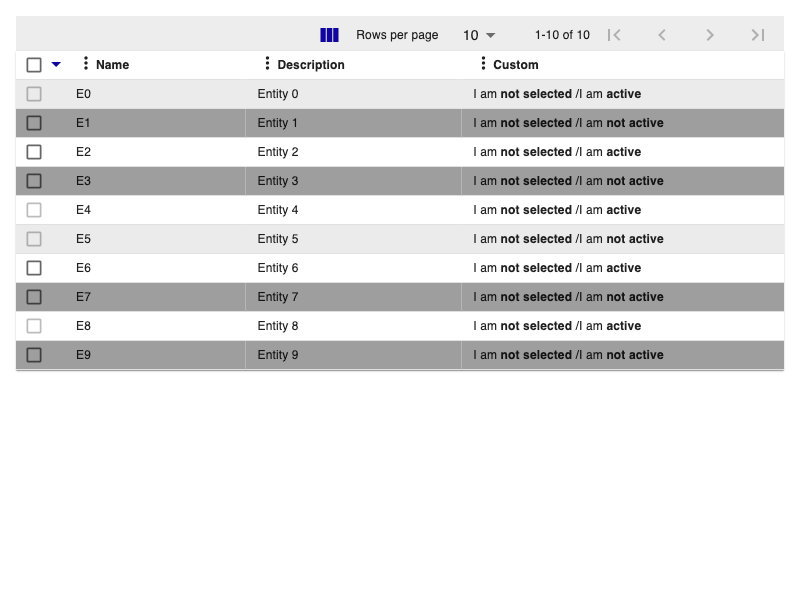 Rows per page 10 1-10 of 10
Name Description Custom
E0 Entity 0 I am not selected /I am active
E1 Entity 1 I am not selected /I am not active
E2 Entity 2 I am not selected /I am active
E3 Entity 3 I am not selected /I am not active
E4 Entity 4 I am not selected /I am active
E5 Entity 5 I am not selected /I am not active
E6 Entity 6 I am not selected /I am active
E7 Entity 7 I am not selected /I am not active
E8 Entity 8 I am not selected /I am active
E9 Entity 9 I am not selected /I am not active